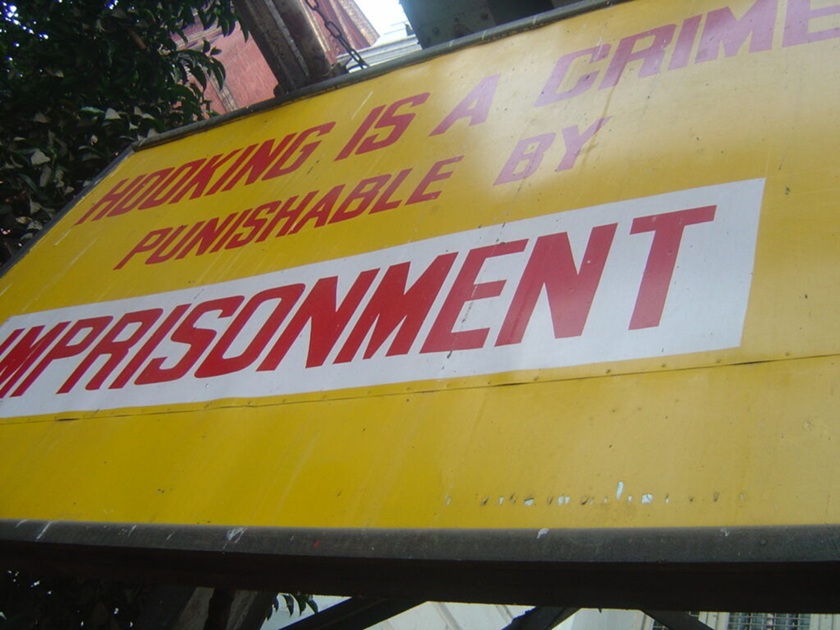 HOOKING IS A CRIME
PUNISHABLE BY
IMPRISONMENT